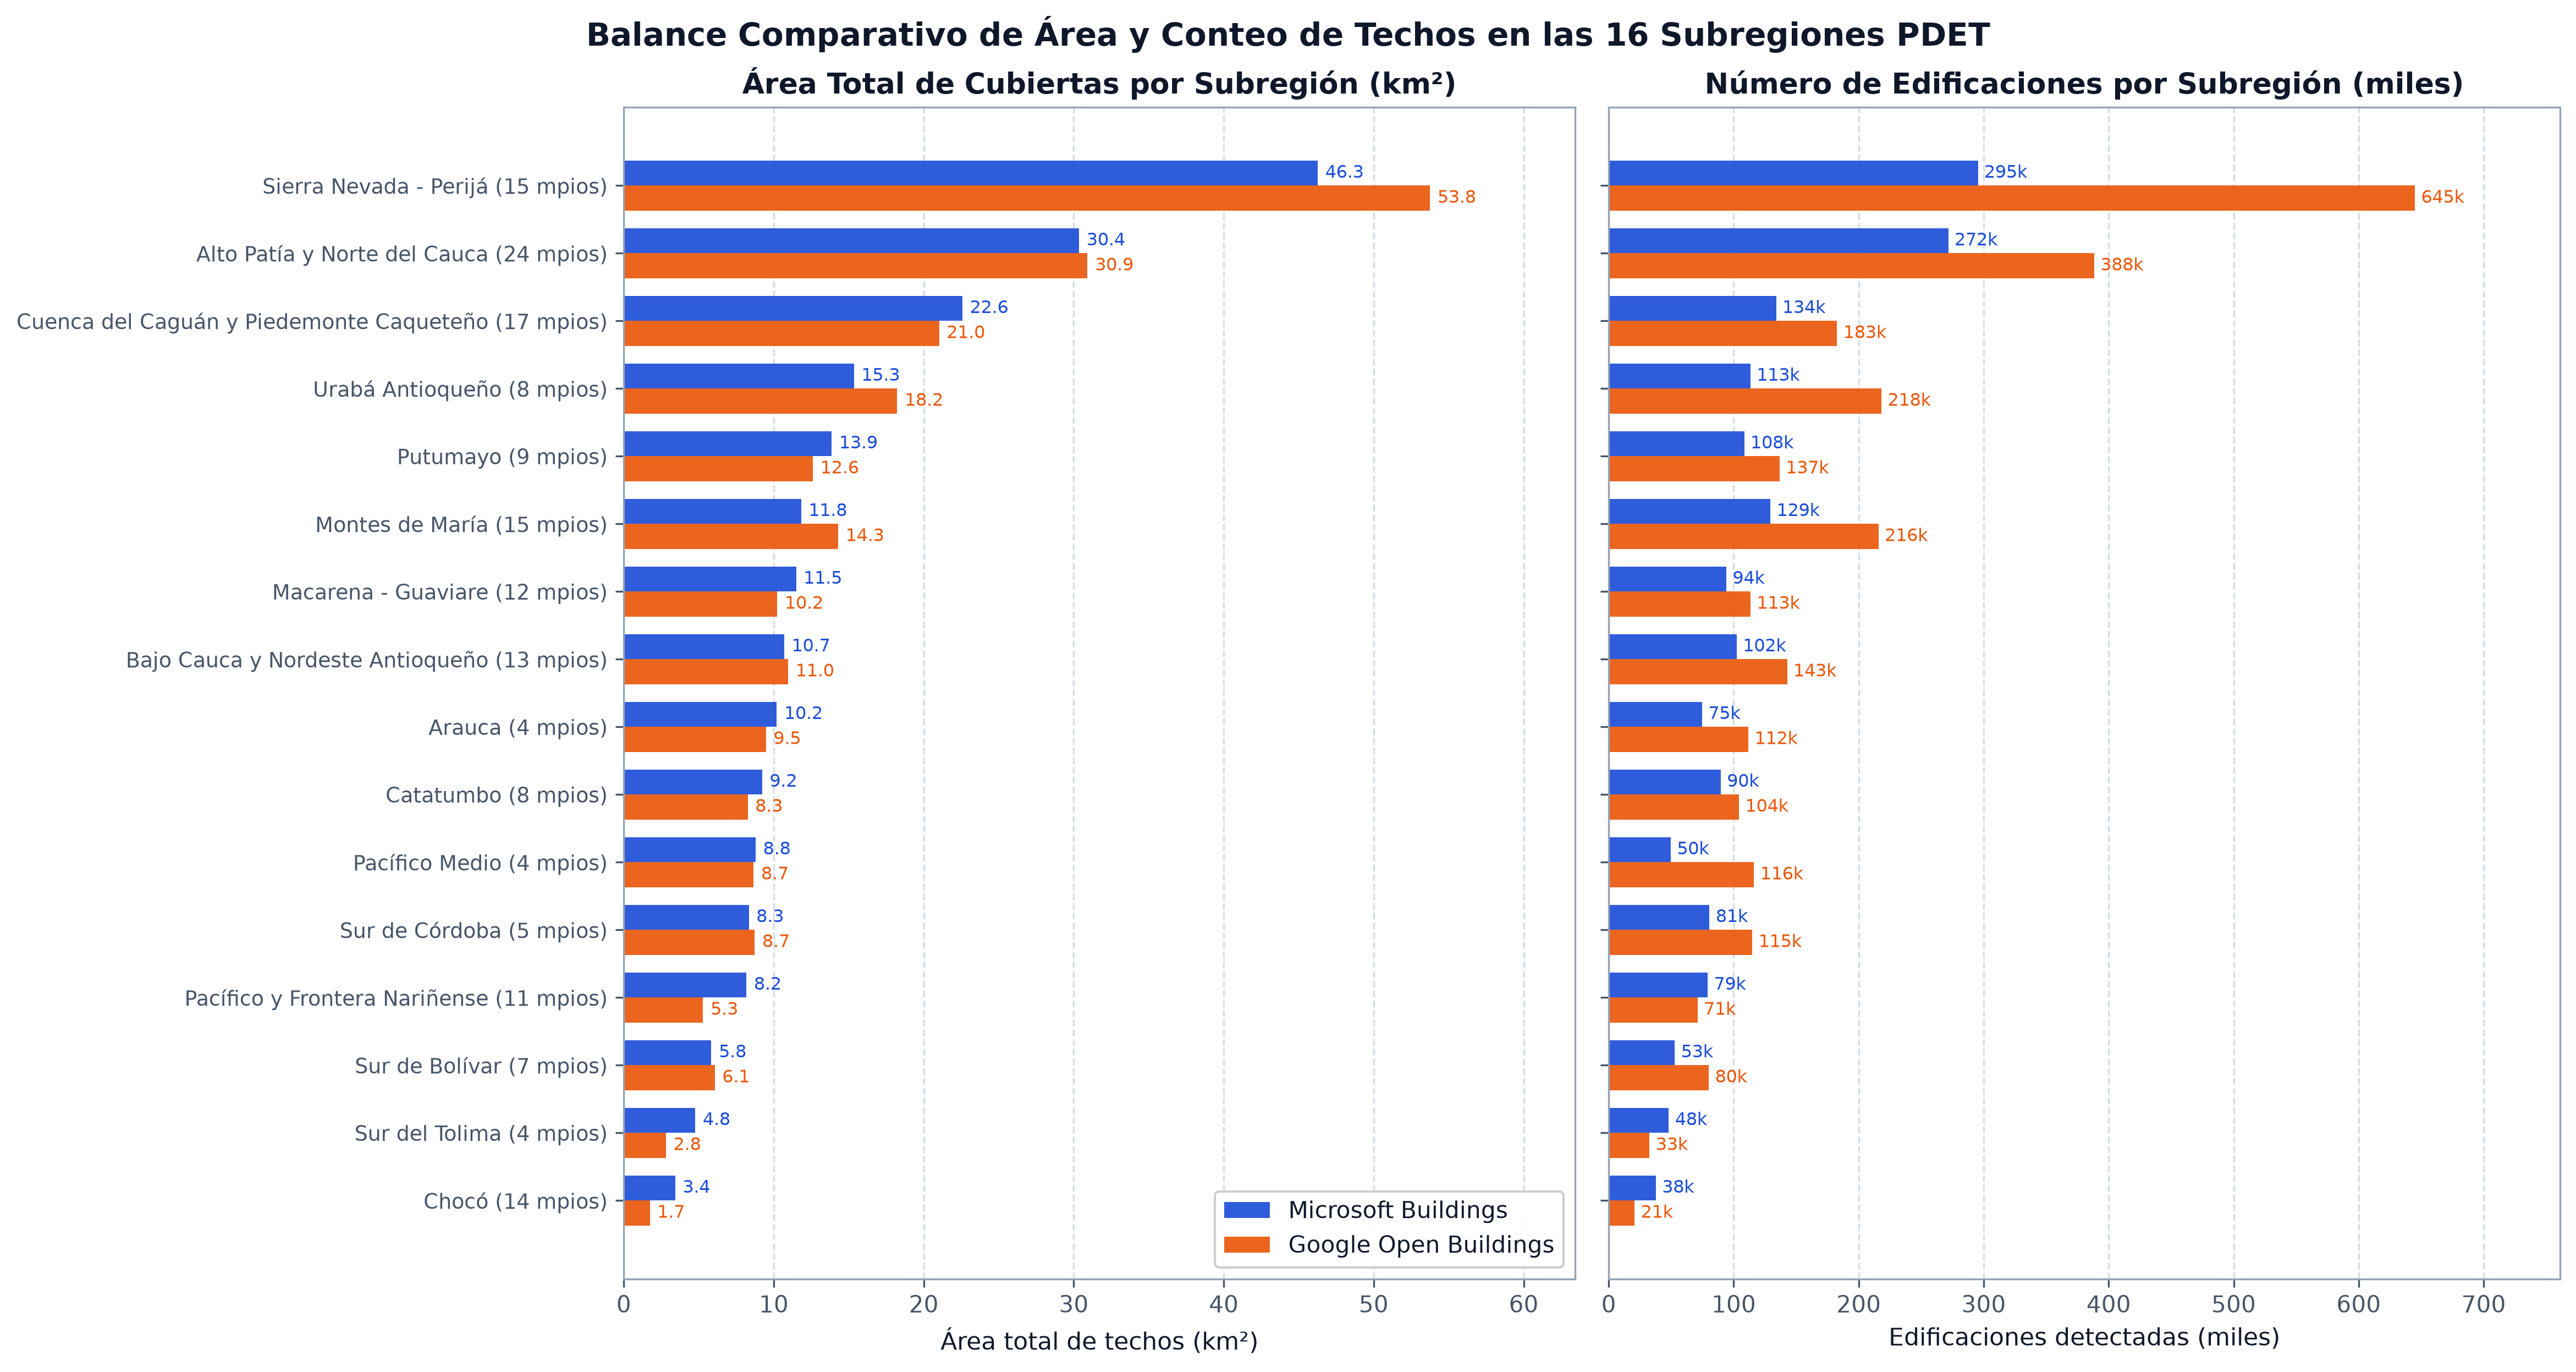 Balance Comparativo de Área y Conteo de Techos en las 16 Subregiones PDET
Área Total de Cubiertas por Subregión (km²)
Número de Edificaciones por Subregión (miles)
Sierra Nevada - Perijá (15 mpios)
46.3
53.8
295k
645k
Alto Patía y Norte del Cauca (24 mpios)
30.4
30.9
272k
388k
Cuenca del Caguán y Piedemonte Caqueteño (17 mpios)
22.6
21.0
134k
183k
Urabá Antioqueño (8 mpios)
15.3
18.2
113k
218k
Putumayo (9 mpios)
13.9
12.6
108k
137k
Montes de María (15 mpios)
11.8
14.3
129k
216k
Macarena - Guaviare (12 mpios)
11.5
10.2
94k
113k
Bajo Cauca y Nordeste Antioqueño (13 mpios)
10.7
11.0
102k
143k
Arauca (4 mpios)
10.2
9.5
75k
112k
Catatumbo (8 mpios)
9.2
8.3
90k
104k
Pacífico Medio (4 mpios)
8.8
8.7
50k
116k
Sur de Córdoba (5 mpios)
8.3
8.7
81k
115k
Pacífico y Frontera Nariñense (11 mpios)
8.2
5.3
79k
71k
Sur de Bolívar (7 mpios)
5.8
6.1
53k
80k
Sur del Tolima (4 mpios)
4.8
2.8
48k
33k
Chocó (14 mpios)
3.4
1.7
38k
21k
Microsoft Buildings
Google Open Buildings
0 10 20 30 40 50 60
0 100 200 300 400 500 600 700
Área total de techos (km²)
Edificaciones detectadas (miles)